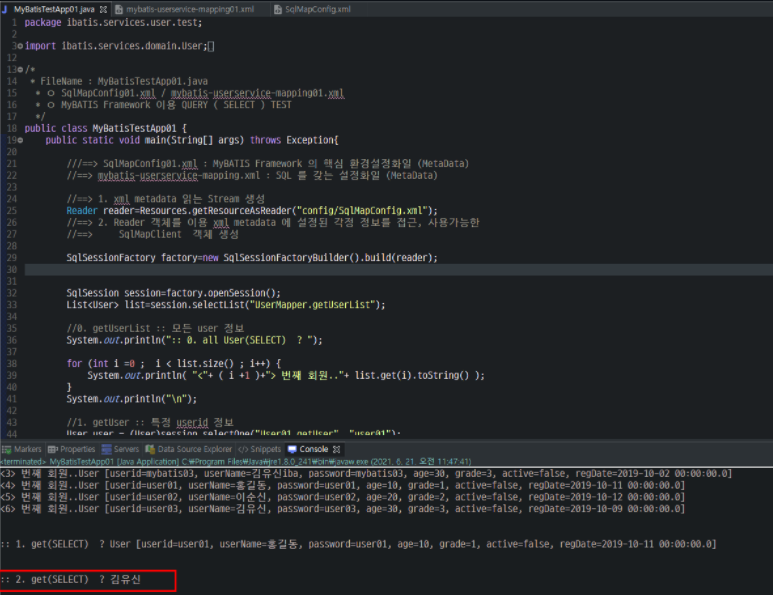 MyBatisTestApp01.java mybatis-userservice-mapping01.xml SqlMapConfig.xml
1 package ibatis.services.user.test;
2
3 import ibatis.services.domain.User;
12
13 /*
14 * FileName : MyBatisTestApp01.java
15 * ㅇ SqlMapConfig01.xml / mybatis-userservice-mapping01.xml
16 * ㅇ MyBATIS Framework 이용 QUERY ( SELECT ) TEST
17 */
18 public class MyBatisTestApp01 {
19 public static void main(String[] args) throws Exception{
20
21 ///==> SqlMapConfig01.xml : MyBATIS Framework 의 핵심 환경설정화일 (MetaData)
22 //==> mybatis-userservice-mapping.xml : SQL 를 갖는 설정화일 (MetaData)
23
24 //==> 1. xml metadata 읽는 Stream 생성
25 Reader reader=Resources.getResourceAsReader("config/SqlMapConfig.xml");
26 //==> 2. Reader 객체를 이용 xml metadata 에 설정된 각정 정보를 접근, 사용가능한
27 //==> SqlMapClient 객체 생성
28
29 SqlSessionFactory factory=new SqlSessionFactoryBuilder().build(reader);
30
31
32 SqlSession session=factory.openSession();
33 List<User> list=session.selectList("UserMapper.getUserList");
34
35 //0. getUserList :: 모든 user 정보
36 System.out.println(":: 0. all User(SELECT) ? ");
37
38 for (int i =0 ; i < list.size() ; i++) {
39 System.out.println( "<"+ ( i +1 )+"> 번째 회원.."+ list.get(i).toString() );
40 }
41 System.out.println("\n");
42
43 //1. getUser :: 특정 userid 정보
44 User user = (User)session.selectOne("User01.getUser", "user01");
Markers Properties Servers Data Source Explorer Snippets Console
<terminated> MyBatisTestApp01 [Java Application] C:₩Program Files₩Java₩jre1.8.0_241₩bin₩javaw.exe (2021. 6. 21. 오전 11:47:41)
<3> 번째 회원..User [userid=mybatis03, userName=김유신iba, password=mybatis03, age=30, grade=3, active=false, regDate=2019-10-02 00:00:00.0]
<4> 번째 회원..User [userid=user01, userName=홍길동, password=user01, age=10, grade=1, active=false, regDate=2019-10-11 00:00:00.0]
<5> 번째 회원..User [userid=user02, userName=이순신, password=user02, age=20, grade=2, active=false, regDate=2019-10-12 00:00:00.0]
<6> 번째 회원..User [userid=user03, userName=김유신, password=user03, age=30, grade=3, active=false, regDate=2019-10-09 00:00:00.0]
:: 1. get(SELECT) ? User [userid=user01, userName=홍길동, password=user01, age=10, grade=1, active=false, regDate=2019-10-11 00:00:00.0]
:: 2. get(SELECT) ? 김유신